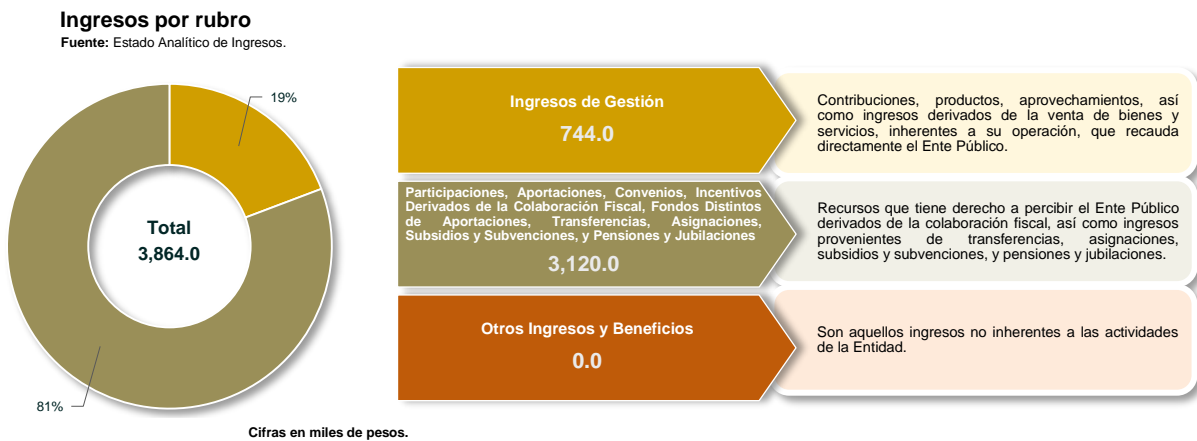 Ingresos por rubro
Fuente: Estado Analítico de Ingresos.
19%
Total
3,864.0
81%
Ingresos de Gestión
744.0
Contribuciones, productos, aprovechamientos, así
como ingresos derivados de la venta de bienes y
servicios, inherentes a su operación, que recauda
directamente el Ente Público.
Participaciones, Aportaciones, Convenios, Incentivos
Derivados de la Colaboración Fiscal, Fondos Distintos
de Aportaciones, Transferencias, Asignaciones,
Subsidios y Subvenciones, y Pensiones y Jubilaciones
3,120.0
Recursos que tiene derecho a percibir el Ente Público
derivados de la colaboración fiscal, así como ingresos
provenientes de transferencias, asignaciones,
subsidios y subvenciones, y pensiones y jubilaciones.
Otros Ingresos y Beneficios
0.0
Son aquellos ingresos no inherentes a las actividades
de la Entidad.
Cifras en miles de pesos.